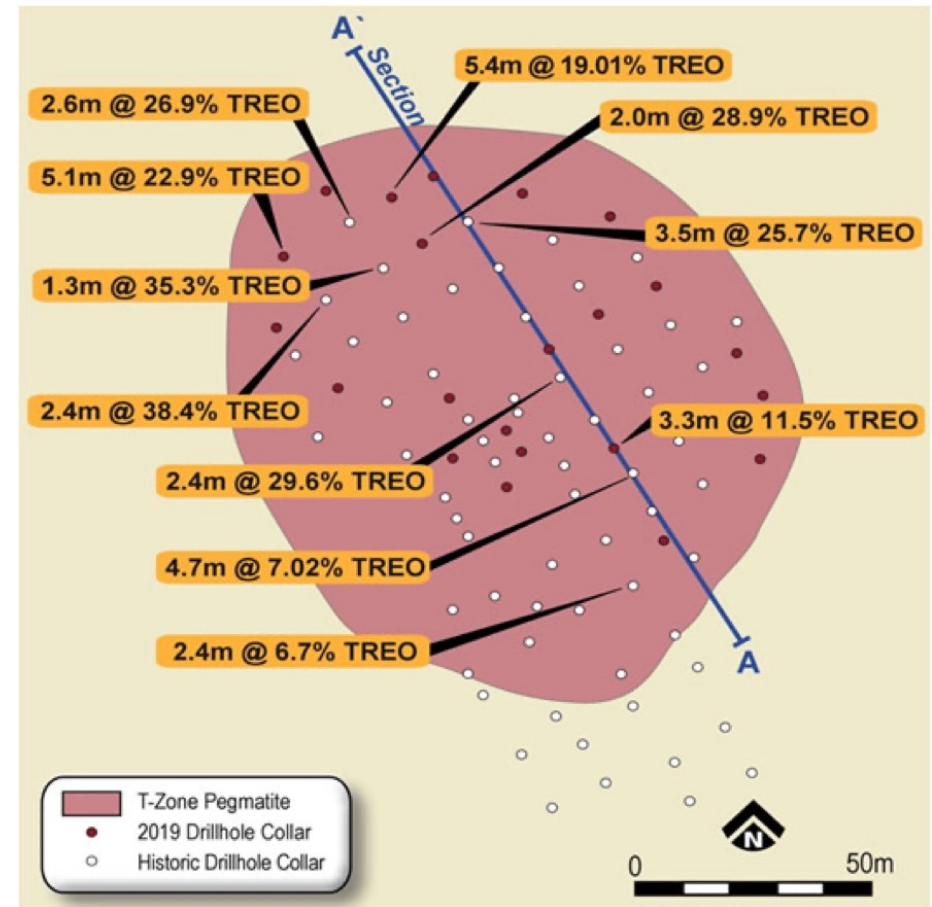 A`
Section
5.4m @ 19.01% TREO
2.6m @ 26.9% TREO
2.0m @ 28.9% TREO
5.1m @ 22.9% TREO
3.5m @ 25.7% TREO
1.3m @ 35.3% TREO
2.4m @ 38.4% TREO
3.3m @ 11.5% TREO
2.4m @ 29.6% TREO
4.7m @ 7.02% TREO
2.4m @ 6.7% TREO
A
T-Zone Pegmatite
2019 Drillhole Collar
Historic Drillhole Collar
N
0 50m